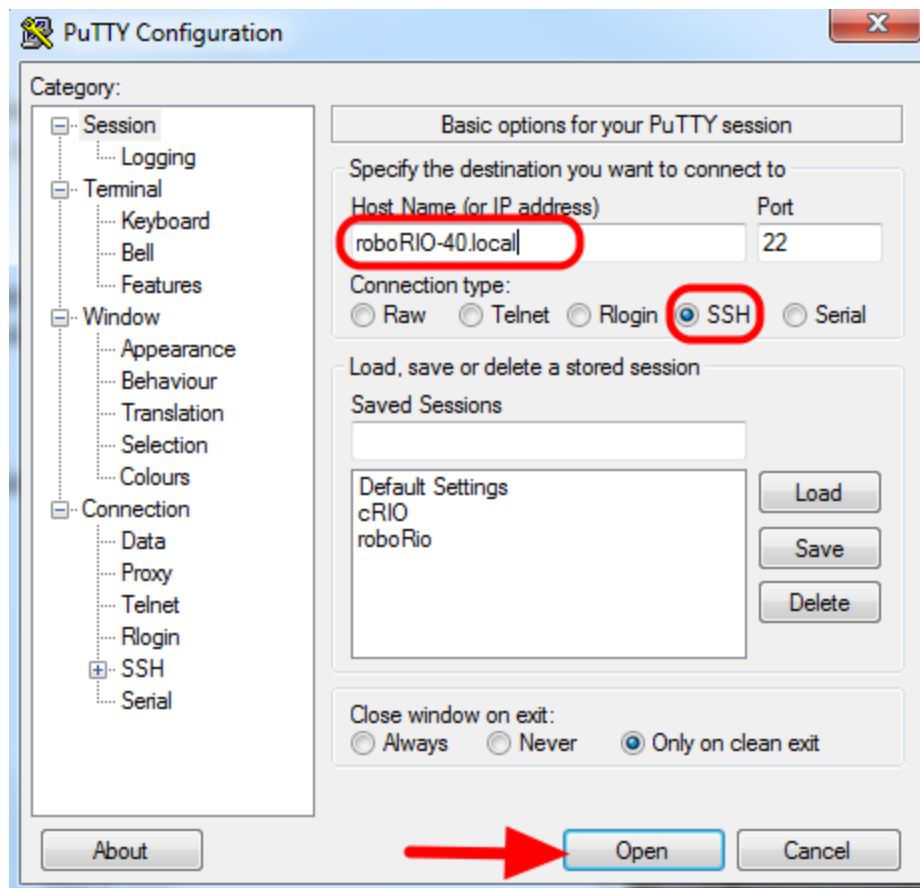 PuTTY Configuration
Category:
Session
Logging
Terminal
Keyboard
Bell
Features
Window
Appearance
Behaviour
Translation
Selection
Colours
Connection
Data
Proxy
Telnet
Rlogin
SSH
Serial
Basic options for your PuTTY session
Specify the destination you want to connect to
Host Name (or IP address) Port
roboRIO-40.local 22
Connection type:
Raw Telnet Rlogin SSH Serial
Load, save or delete a stored session
Saved Sessions
Default Settings
cRIO
roboRio
Load
Save
Delete
Close window on exit:
Always Never Only on clean exit
About Open Cancel